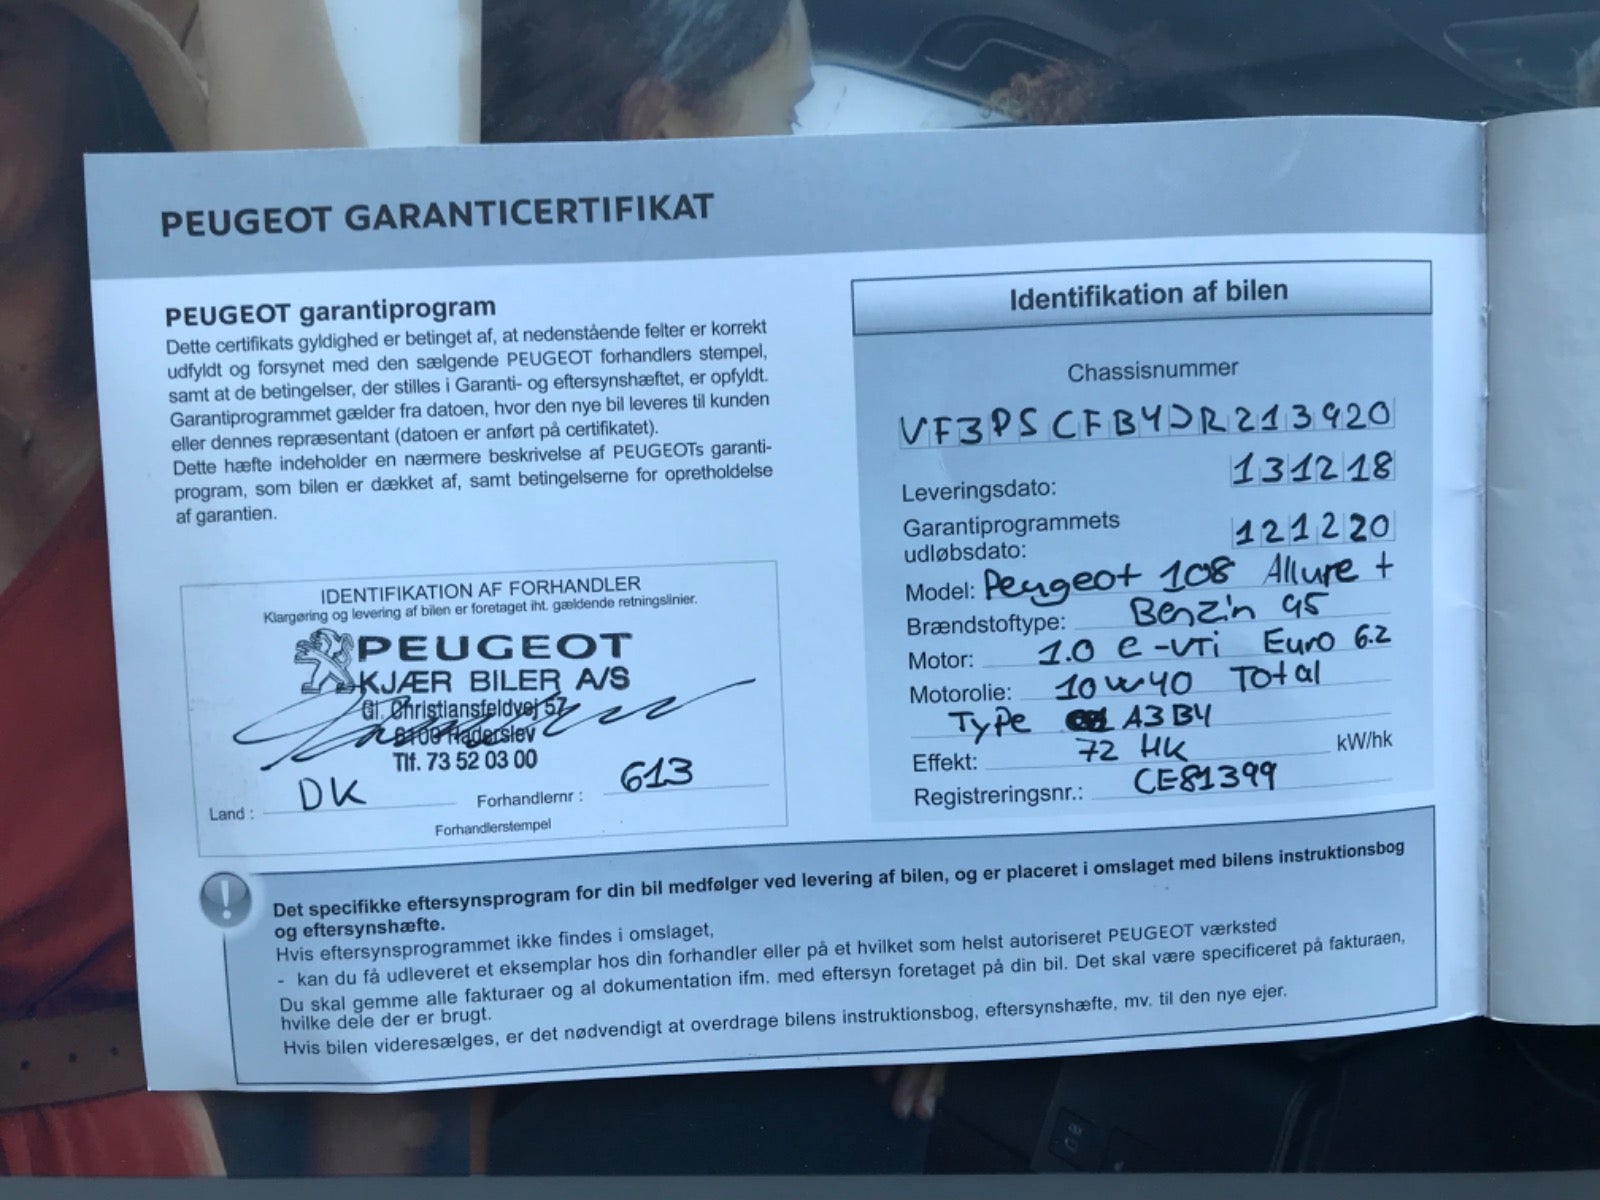 PEUGEOT GARANTICERTIFIKAT
PEUGEOT garantiprogram
Dette certifikats gyldighed er betinget af, at nedenstående felter er korrekt
udfyldt og forsynet med den sælgende PEUGEOT forhandlers stempel,
samt at de betingelser, der stilles i Garanti- og eftersynshæftet, er opfyldt.
Garantiprogrammet gælder fra datoen, hvor den nye bil leveres til kunden
eller dennes repræsentant (datoen er anført på certifikatet).
Dette hæfte indeholder en nærmere beskrivelse af PEUGEOTs garanti-
program, som bilen er dækket af, samt betingelserne for opretholdelse
af garantien.
IDENTIFIKATION AF FORHANDLER
Klargøring og levering af bilen er foretaget iht. gældende retningslinier.
PEUGEOT
KJÆR BILER A/S
Gl. Christiansfeldvej 57
6100 Haderslev
Tlf. 73 52 03 00
Land : DK Forhandlernr : 613
Forhandlerstempel
Identifikation af bilen
Chassisnummer
VF3PSCFB4JR213920
Leveringsdato: 131218
Garantiprogrammets
udløbsdato: 121220
Model: Peugeot 108 Allure +
Brændstoftype: Benzin 95
Motor: 1.0 e-VTi Euro 6.2
Motorolie: 10w40 Total
Type A3B4
Effekt: 72 HK kW/hk
Registreringsnr.: CE81399
!
Det specifikke eftersynsprogram for din bil medfølger ved levering af bilen, og er placeret i omslaget med bilens instruktionsbog
og eftersynshæfte.
Hvis eftersynsprogrammet ikke findes i omslaget,
- kan du få udleveret et eksemplar hos din forhandler eller på et hvilket som helst autoriseret PEUGEOT værksted
Du skal gemme alle fakturaer og al dokumentation ifm. med eftersyn foretaget på din bil. Det skal være specificeret på fakturaen,
hvilke dele der er brugt.
Hvis bilen videresælges, er det nødvendigt at overdrage bilens instruktionsbog, eftersynshæfte, mv. til den nye ejer.